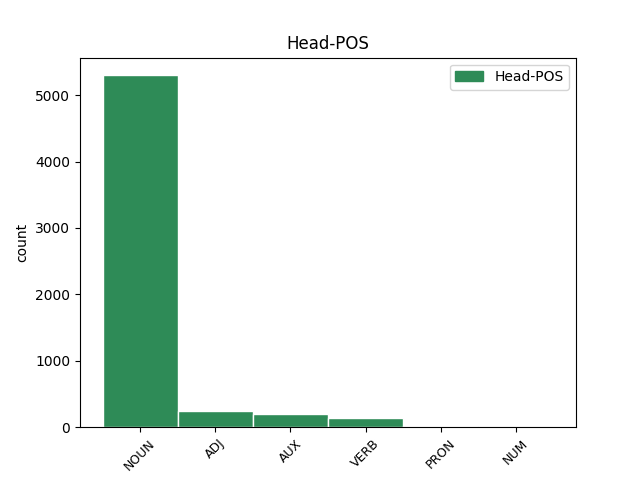 Head-POS
Head-POS
5000
4000
3000
2000
1000
0
count
NOUN
ADJ
AUX
VERB
PRON
NUM